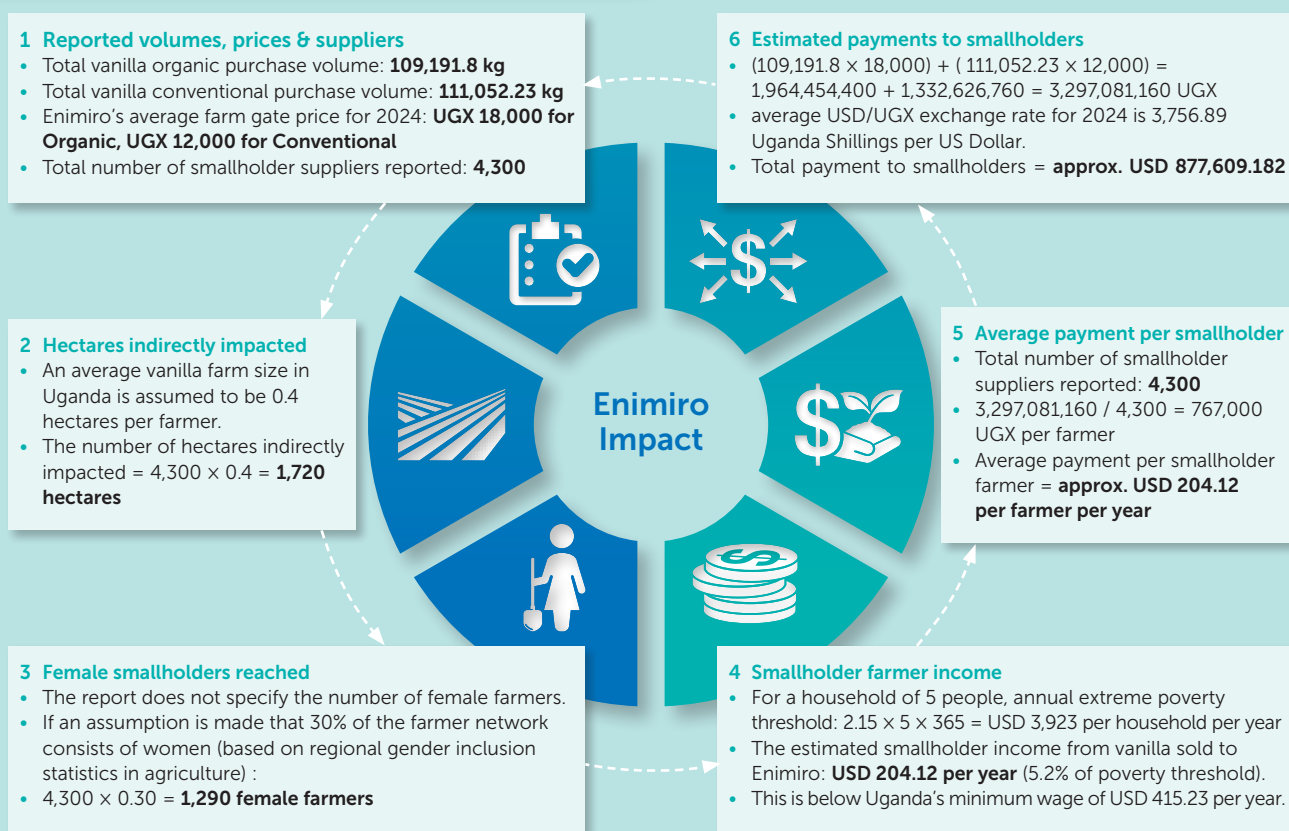 1 Reported volumes, prices & suppliers
• Total vanilla organic purchase volume: 109,191.8 kg
• Total vanilla conventional purchase volume: 111,052.23 kg
• Enimiro’s average farm gate price for 2024: UGX 18,000 for
Organic, UGX 12,000 for Conventional
• Total number of smallholder suppliers reported: 4,300
2 Hectares indirectly impacted
• An average vanilla farm size in
Uganda is assumed to be 0.4
hectares per farmer.
• The number of hectares indirectly
impacted = 4,300 × 0.4 = 1,720
hectares
3 Female smallholders reached
• The report does not specify the number of female farmers.
• If an assumption is made that 30% of the farmer network
consists of women (based on regional gender inclusion
statistics in agriculture) :
• 4,300 × 0.30 = 1,290 female farmers
4 Smallholder farmer income
• For a household of 5 people, annual extreme poverty
threshold: 2.15 × 5 × 365 = USD 3,923 per household per year
• The estimated smallholder income from vanilla sold to
Enimiro: USD 204.12 per year (5.2% of poverty threshold).
• This is below Uganda’s minimum wage of USD 415.23 per year.
5 Average payment per smallholder
• Total number of smallholder
suppliers reported: 4,300
• 3,297,081,160 / 4,300 = 767,000
UGX per farmer
• Average payment per smallholder
farmer = approx. USD 204.12
per farmer per year
6 Estimated payments to smallholders
• (109,191.8 × 18,000) + ( 111,052.23 × 12,000) =
1,964,454,400 + 1,332,626,760 = 3,297,081,160 UGX
• average USD/UGX exchange rate for 2024 is 3,756.89
Uganda Shillings per US Dollar.
• Total payment to smallholders = approx. USD 877,609.182
Enimiro
Impact
$
$
$